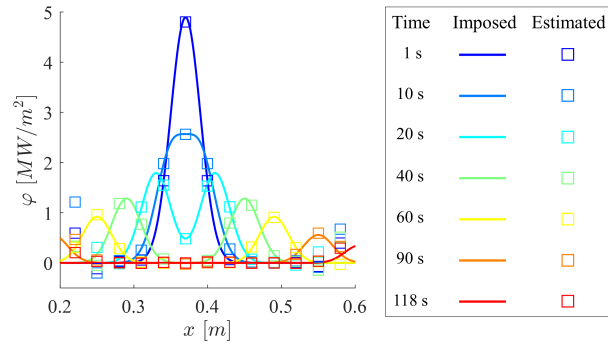 5
4
3
2
1
0
φ [MW/m²]
0.2 0.3 0.4 0.5 0.6
x [m]
Time Imposed Estimated
1 s
10 s
20 s
40 s
60 s
90 s
118 s